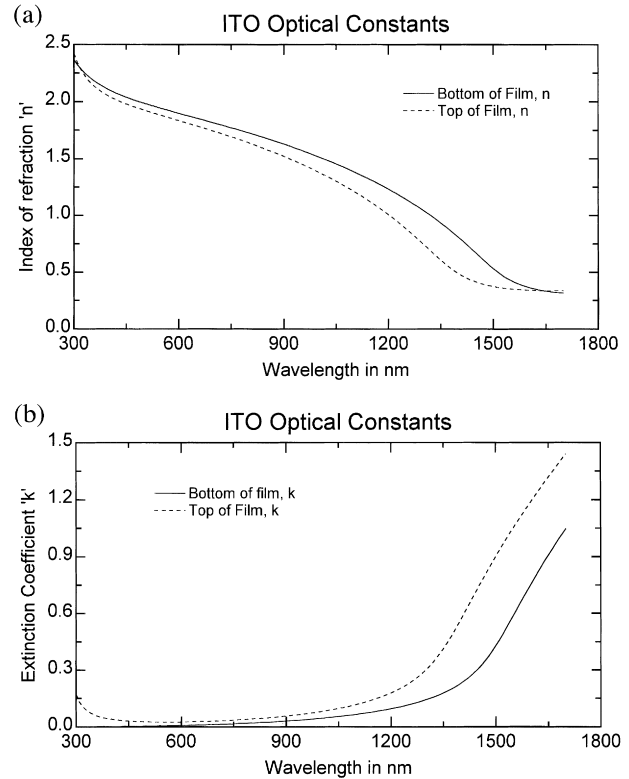 (a)
ITO Optical Constants
2.5
2.0
1.5
1.0
0.5
0.0
Index of refraction 'n'
Bottom of Film, n
Top of Film, n
300 600 900 1200 1500 1800
Wavelength in nm
(b)
ITO Optical Constants
1.5
1.2
0.9
0.6
0.3
0.0
Extinction Coefficient 'k'
Bottom of film, k
Top of Film, k
300 600 900 1200 1500 1800
Wavelength in nm